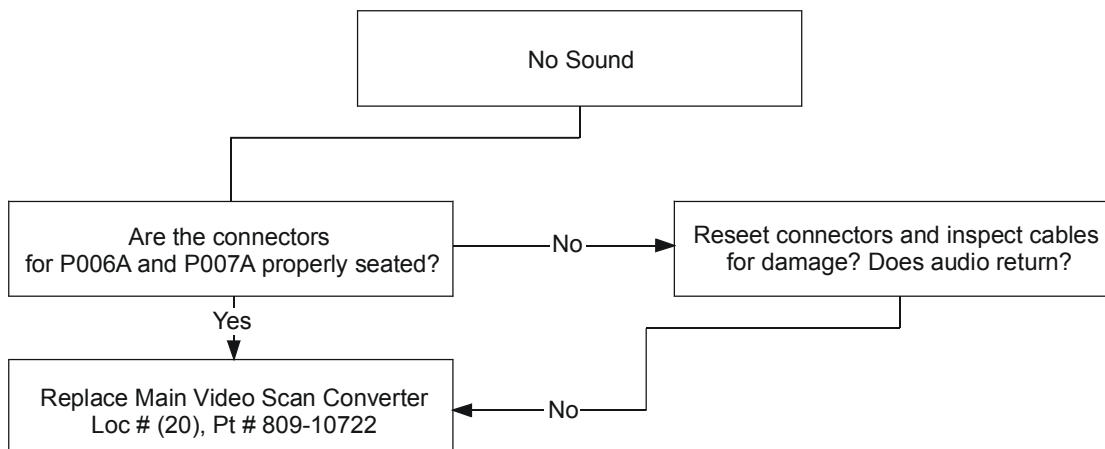 No Sound
Are the connectors
for P006A and P007A properly seated?
No
Reseet connectors and inspect cables
for damage? Does audio return?
Yes
Replace Main Video Scan Converter
Loc # (20), Pt # 809-10722
No